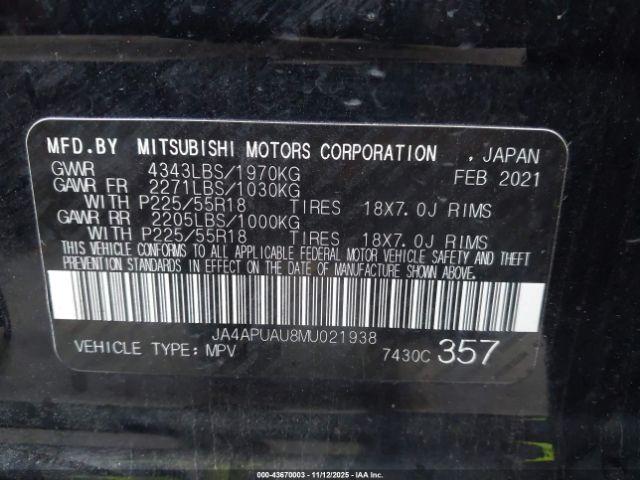 MFD.BY MITSUBISHI MOTORS CORPORATION , JAPAN
GVWR 4343LBS/1970KG FEB 2021
GAWR FR 2271LBS/1030KG
WITH P225/55R18 TIRES 18X7.0J RIMS
GAWR RR 2205LBS/1000KG
WITH P225/55R18 TIRES 18X7.0J RIMS
THIS VEHICLE CONFORMS TO ALL APPLICABLE FEDERAL MOTOR VEHICLE SAFETY AND THEFT
PREVENTION STANDARDS IN EFFECT ON THE DATE OF MANUFACTURE SHOWN ABOVE.
JA4APUAU8MU021938
VEHICLE TYPE: MPV 7430C 357
000-43670003 - 11/12/2025 - IAAI